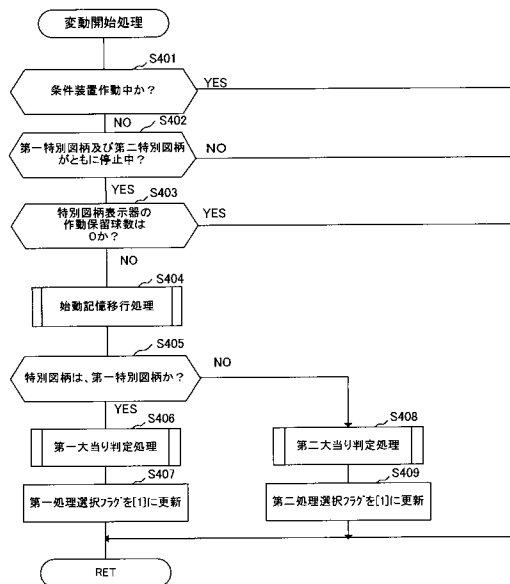 変動開始処理
S401
条件装置作動中か？
YES
NO
S402
第一特別図柄及び第二特別図柄
がともに停止中？
NO
YES
S403
特別図柄表示器の
作動保留球数は
0か？
YES
NO
S404
始動記憶移行処理
S405
特別図柄は、第一特別図柄か？
NO
YES
S406
第一大当り判定処理
S408
第二大当り判定処理
S407
第一処理選択フラグを[1]に更新
S409
第二処理選択フラグを[1]に更新
RET